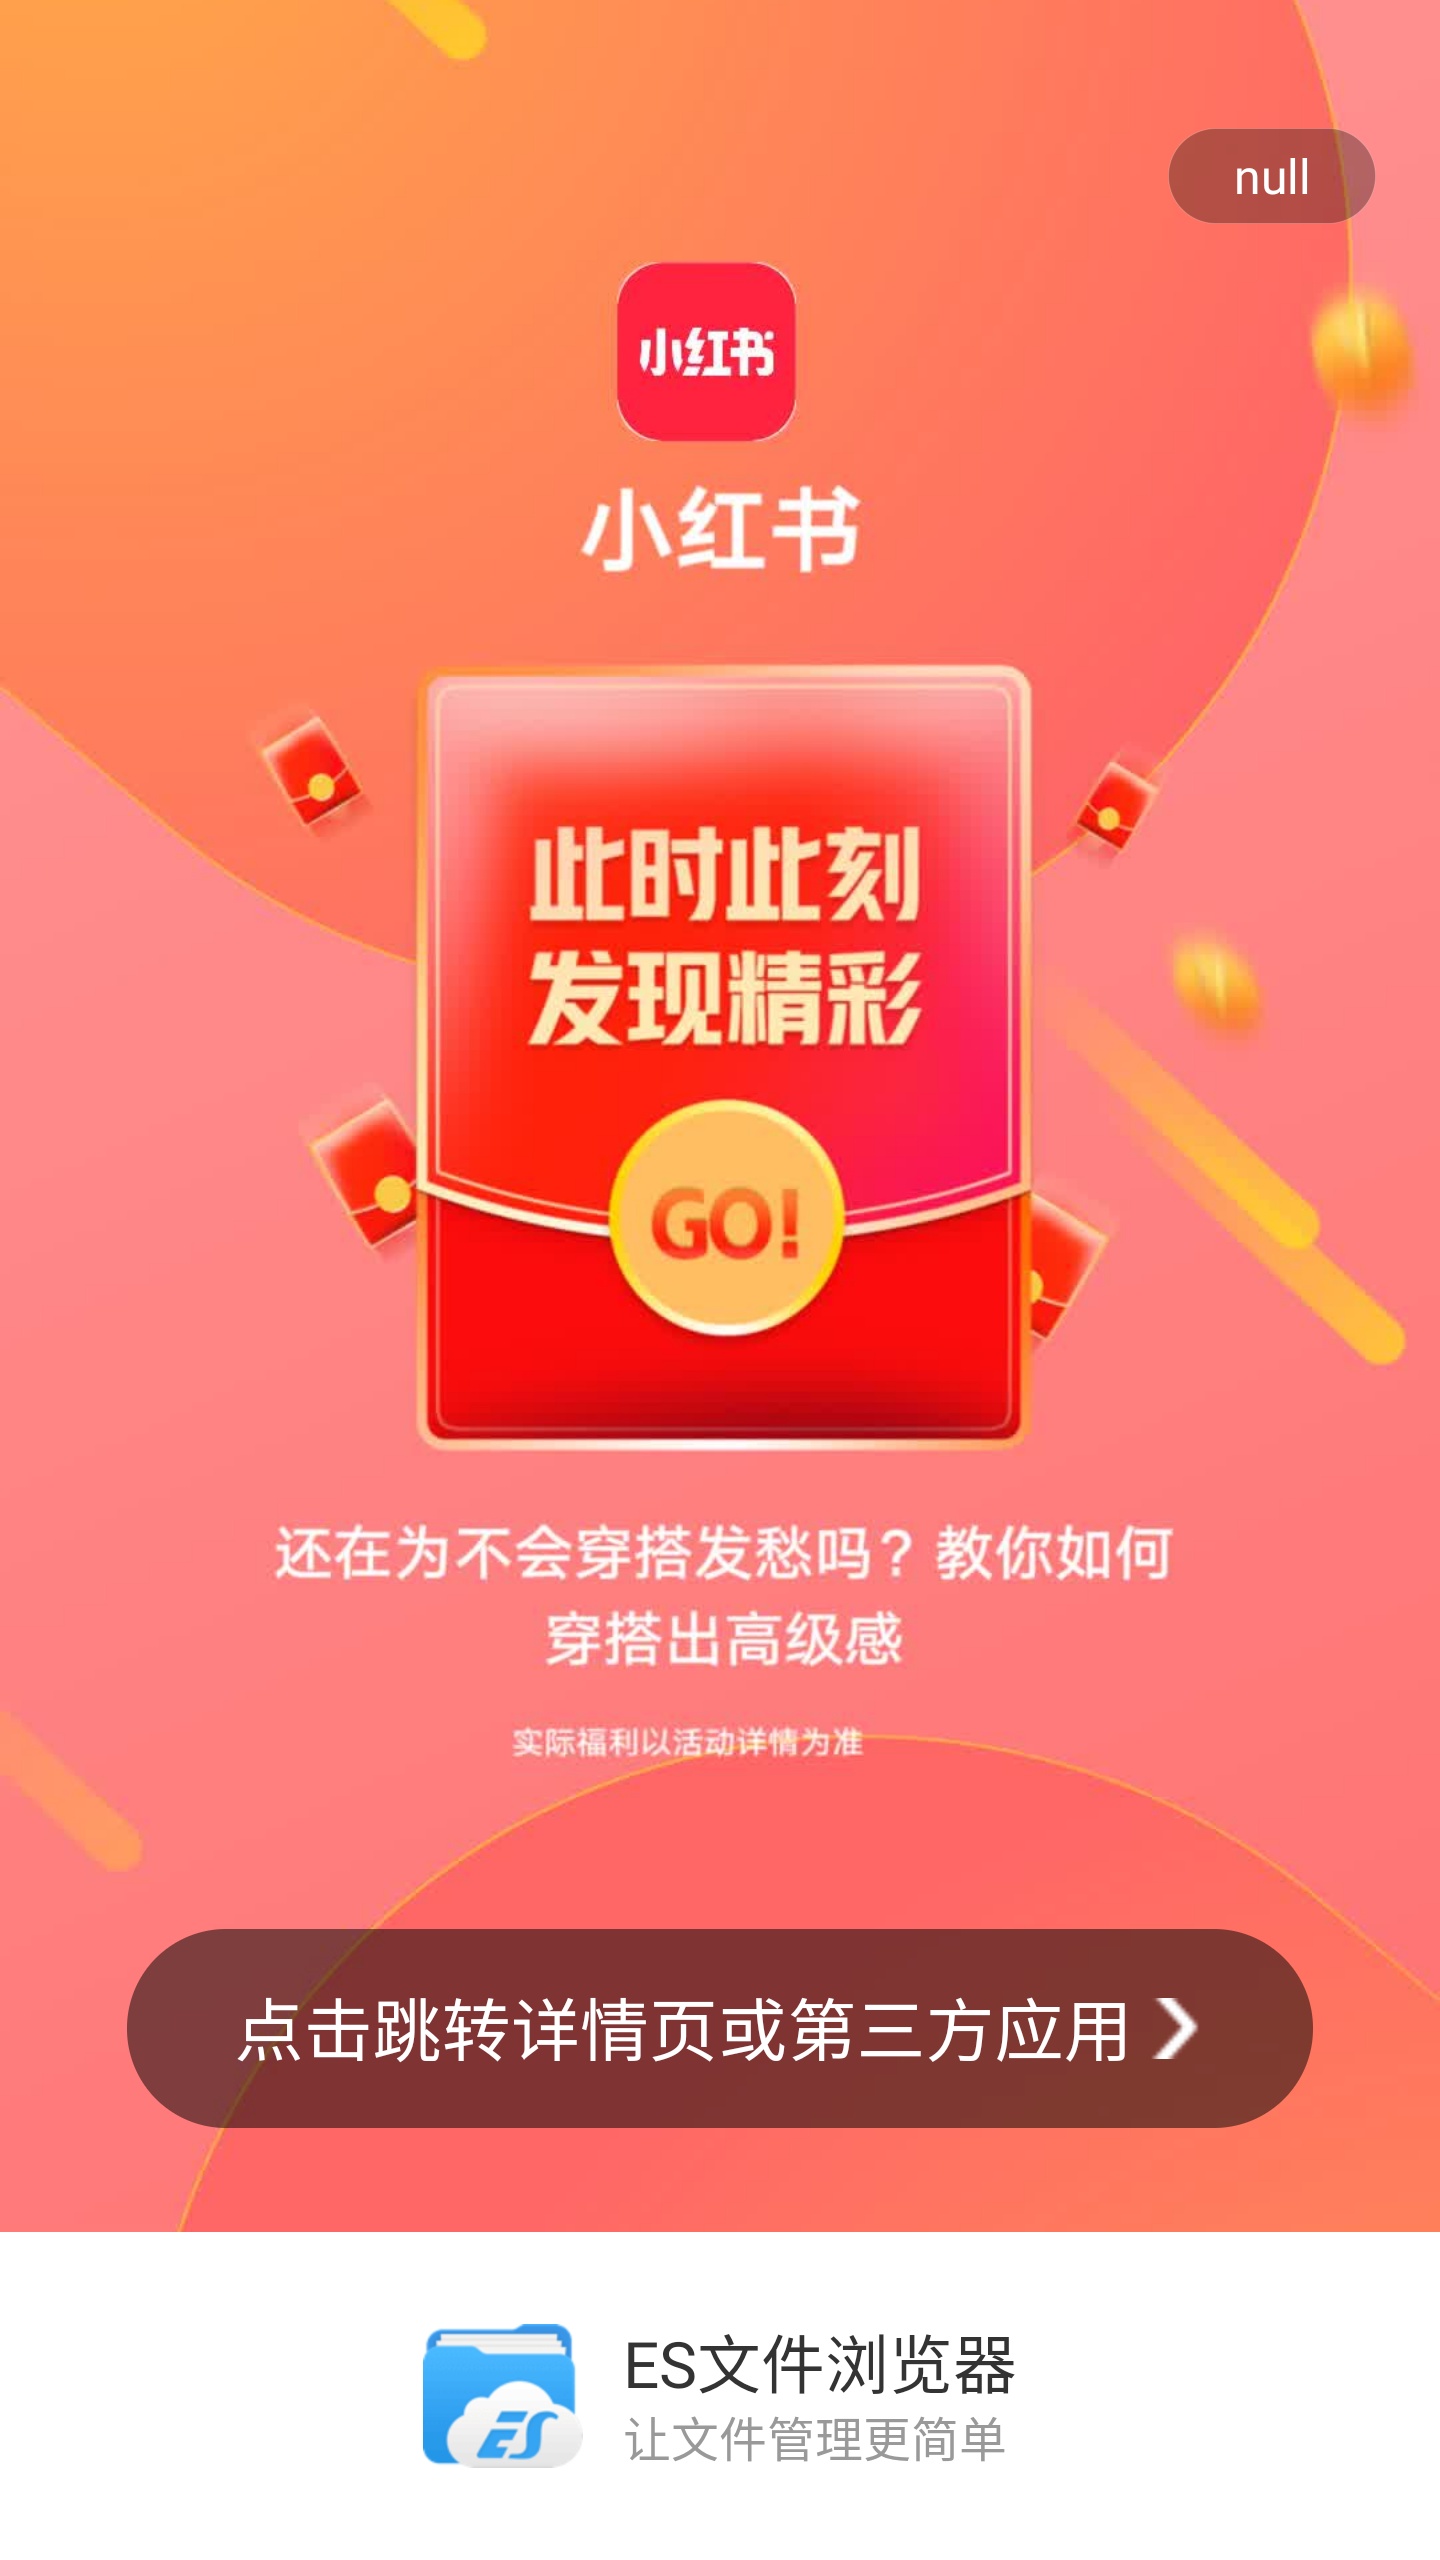 null
小红书
小红书
此时此刻
发现精彩
GO!
还在为不会穿搭发愁吗？教你如何
穿搭出高级感
实际福利以活动详情为准
点击跳转详情页或第三方应用
ES
ES文件浏览器
让文件管理更简单